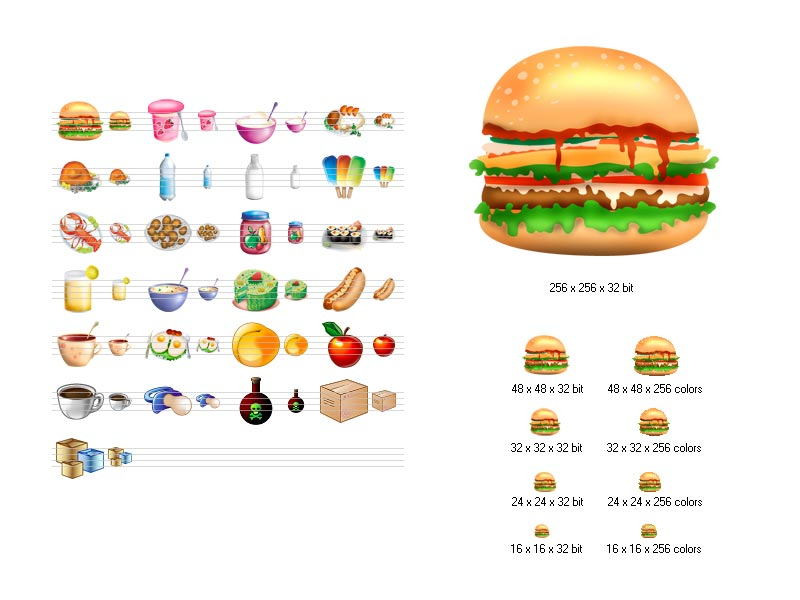 256 x 256 x 32 bit
48 x 48 x 32 bit
48 x 48 x 256 colors
32 x 32 x 32 bit
32 x 32 x 256 colors
24 x 24 x 32 bit
24 x 24 x 256 colors
16 x 16 x 32 bit
16 x 16 x 256 colors